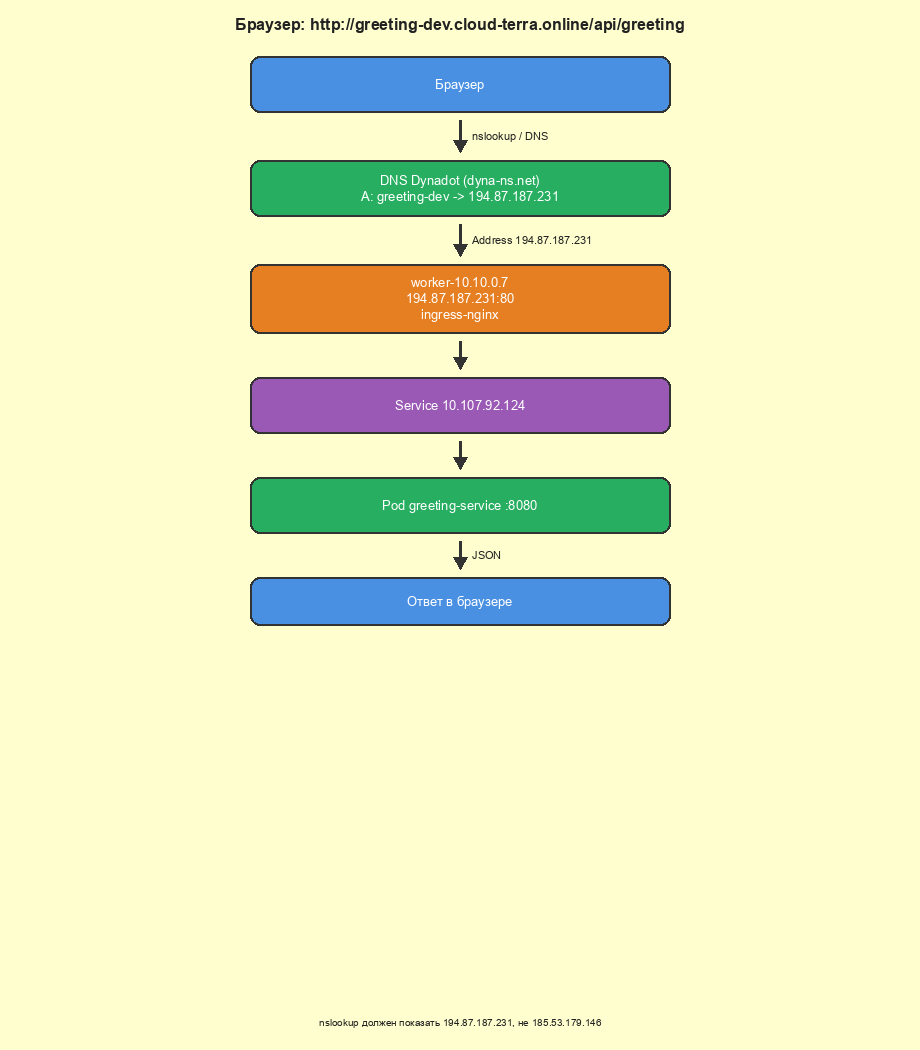 Браузер: http://greeting-dev.cloud-terra.online/api/greeting
Браузер
nslookup / DNS
DNS Dynadot (dyna-ns.net)
A: greeting-dev -> 194.87.187.231
Address 194.87.187.231
worker-10.10.0.7
194.87.187.231:80
ingress-nginx
Service 10.107.92.124
Pod greeting-service :8080
JSON
Ответ в браузере
nslookup должен показать 194.87.187.231, не 185.53.179.146